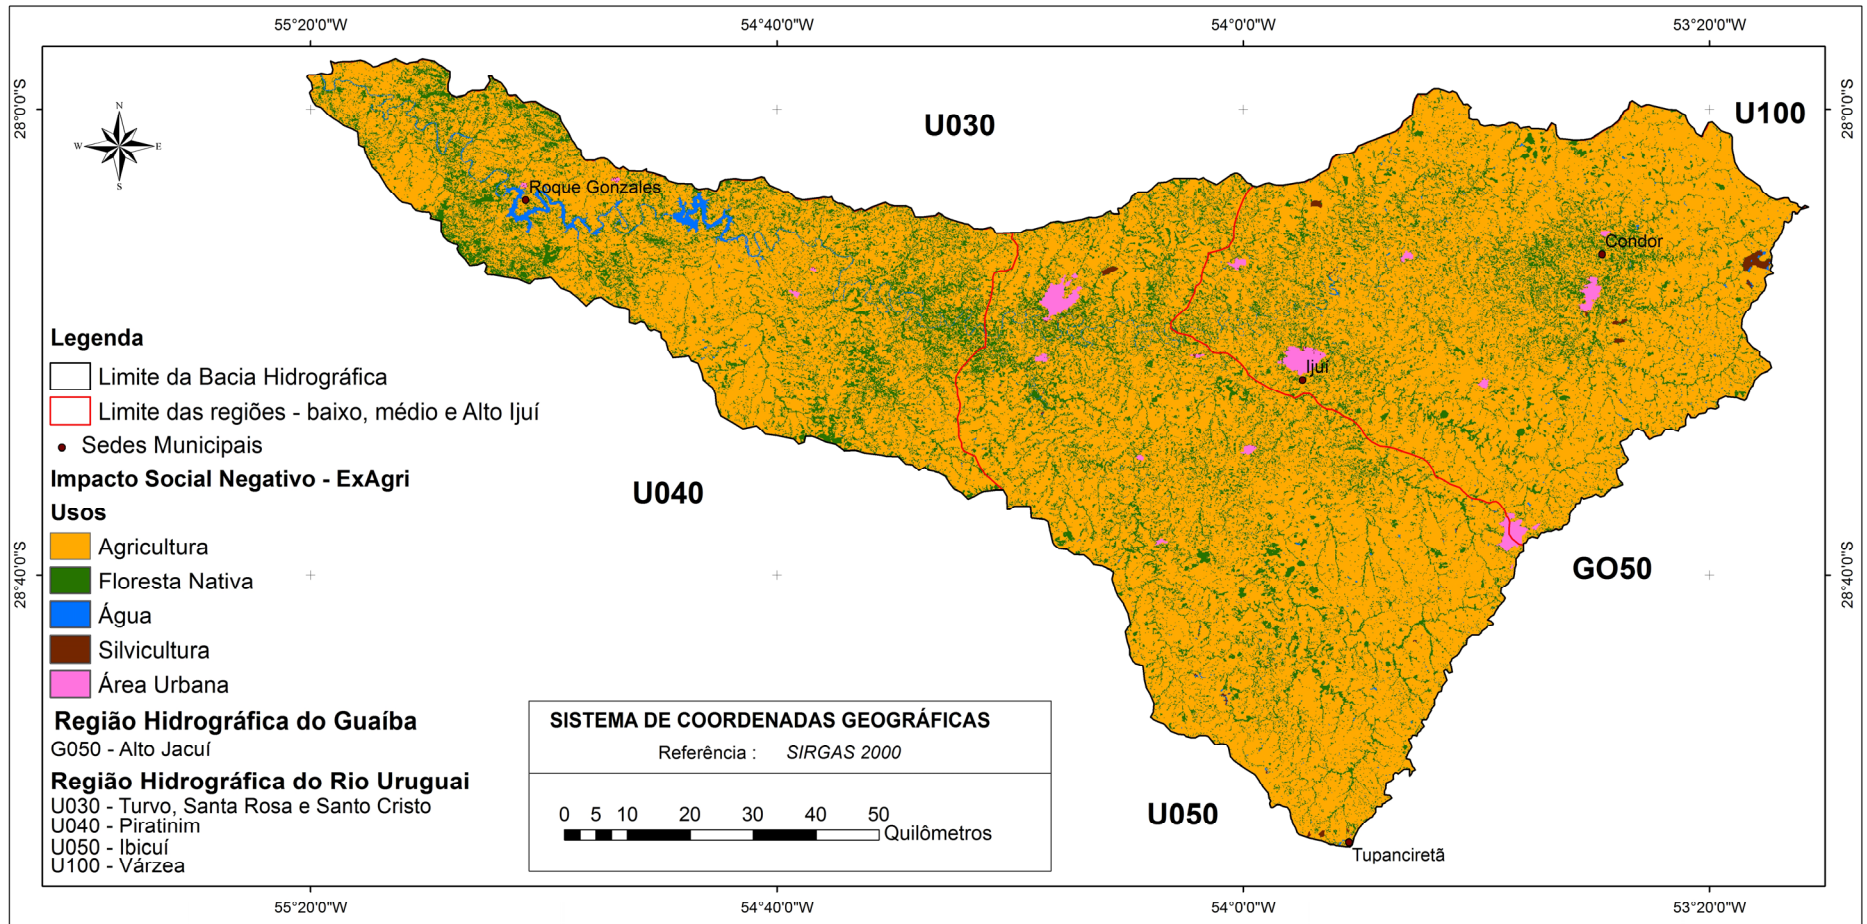 55°20'0"W
54°40'0"W
54°0'0"W
53°20'0"W
28°0'0"S
28°0'0"S
N
W
E
S
U030
U100
Roque Gonzales
Condor
Ijui
U040
GO50
U050
Tupanciretã
28°40'0"S
28°40'0"S
Legenda
Limite da Bacia Hidrográfica
Limite das regiões - baixo, médio e Alto Ijuí
Sedes Municipais
Impacto Social Negativo - ExAgri
Usos
Agricultura
Floresta Nativa
Água
Silvicultura
Área Urbana
Região Hidrográfica do Guaíba
G050 - Alto Jacuí
Região Hidrográfica do Rio Uruguai
U030 - Turvo, Santa Rosa e Santo Cristo
U040 - Piratinim
U050 - Ibicuí
U100 - Várzea
SISTEMA DE COORDENADAS GEOGRÁFICAS
Referência : SIRGAS 2000
0 5 10 20 30 40 50
Quilômetros
55°20'0"W
54°40'0"W
54°0'0"W
53°20'0"W